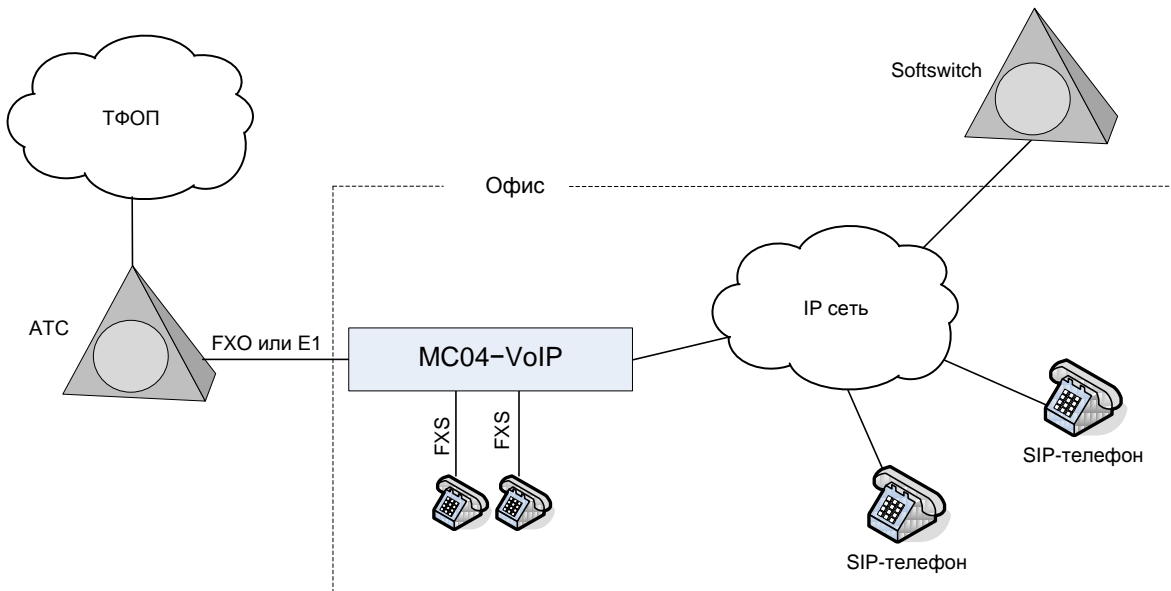 Softswitch
ТФОП
Офис
IP сеть
АТС
FXO или E1
MC04−VoIP
FXS
FXS
SIP-телефон
SIP-телефон